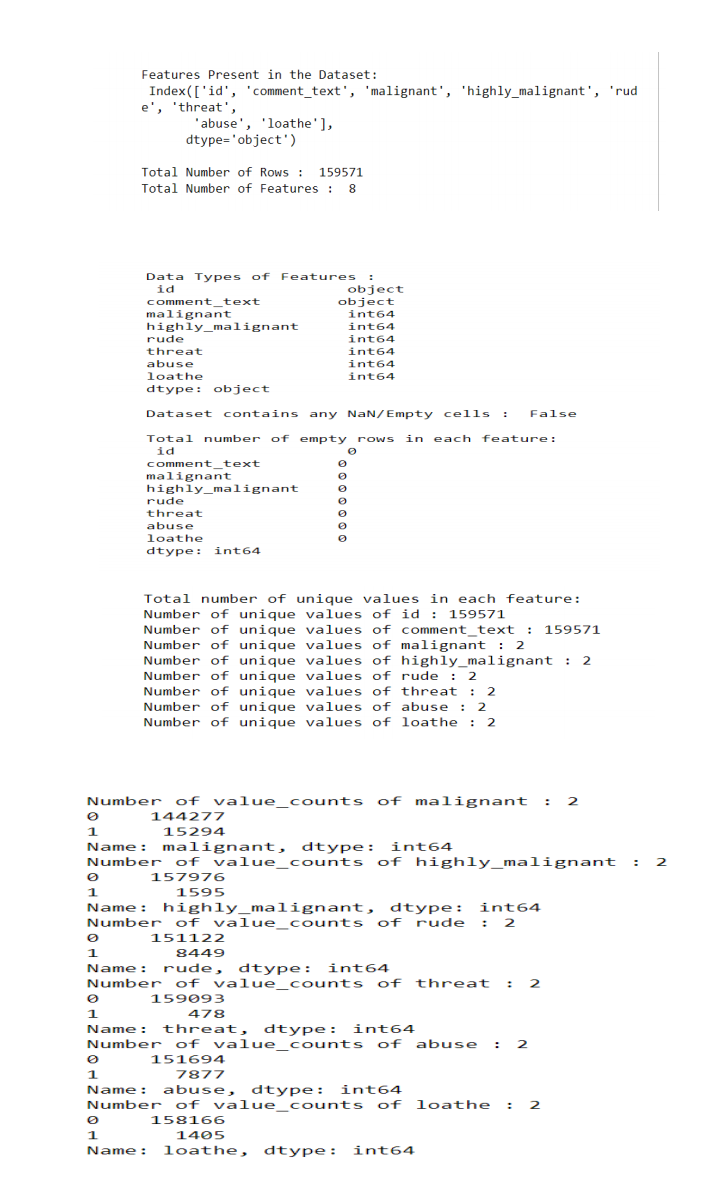 Features Present in the Dataset:
 Index(['id', 'comment_text', 'malignant', 'highly_malignant', 'rud
e', 'threat',
       'abuse', 'loathe'],
      dtype='object')
Total Number of Rows :  159571
Total Number of Features :  8
Data Types of Features :
 id                  object
comment_text        object
malignant            int64
highly_malignant     int64
rude                 int64
threat               int64
abuse                int64
loathe               int64
dtype: object
Dataset contains any NaN/Empty cells :  False
Total number of empty rows in each feature:
 id                  0
comment_text        0
malignant           0
highly_malignant    0
rude                0
threat              0
abuse               0
loathe              0
dtype: int64
Total number of unique values in each feature:
Number of unique values of id : 159571
Number of unique values of comment_text : 159571
Number of unique values of malignant : 2
Number of unique values of highly_malignant : 2
Number of unique values of rude : 2
Number of unique values of threat : 2
Number of unique values of abuse : 2
Number of unique values of loathe : 2
Number of value_counts of malignant : 2
0    144277
1     15294
Name: malignant, dtype: int64
Number of value_counts of highly_malignant : 2
0    157976
1      1595
Name: highly_malignant, dtype: int64
Number of value_counts of rude : 2
0    151122
1      8449
Name: rude, dtype: int64
Number of value_counts of threat : 2
0    159093
1       478
Name: threat, dtype: int64
Number of value_counts of abuse : 2
0    151694
1      7877
Name: abuse, dtype: int64
Number of value_counts of loathe : 2
0    158166
1      1405
Name: loathe, dtype: int64